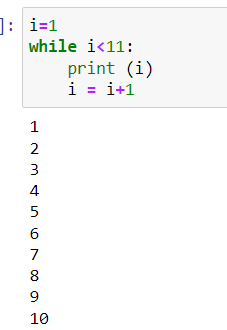 ]:
i=1
while i<11:
    print (i)
    i = i+1
1
2
3
4
5
6
7
8
9
10